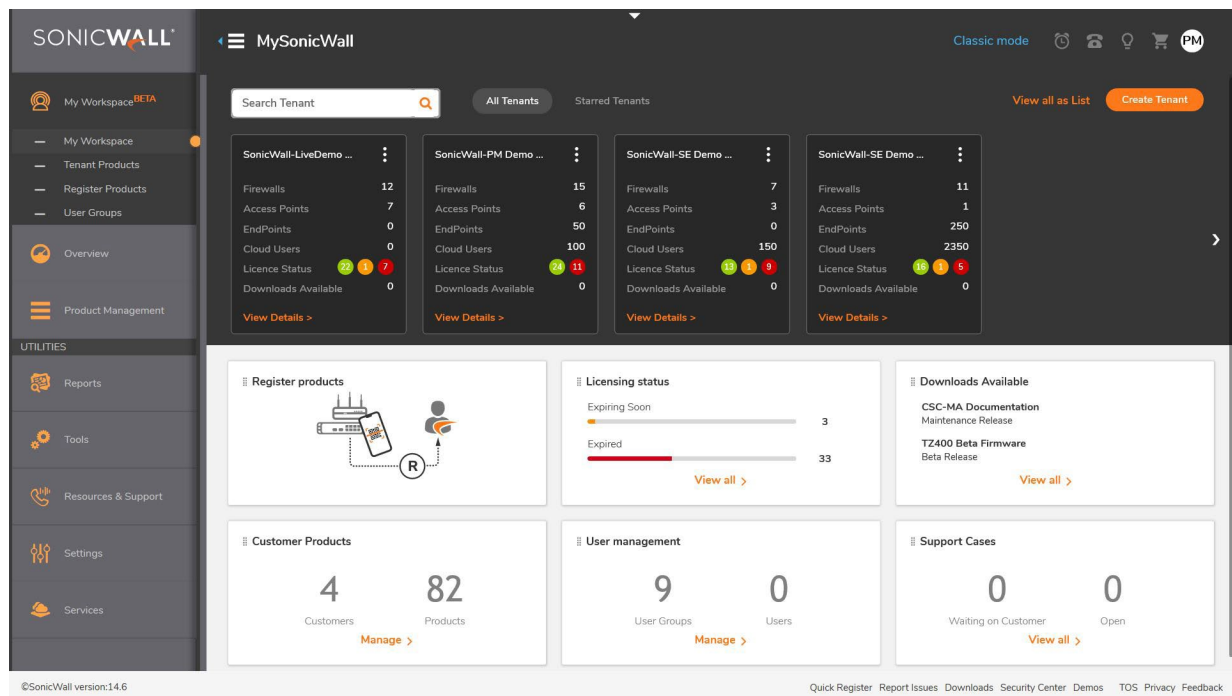 SONICWALL
MySonicWall
Classic mode
PM
My Workspace BETA
My Workspace
Tenant Products
Register Products
User Groups
Overview
Product Management
UTILITIES
Reports
Tools
Resources & Support
Settings
Services
Search Tenant
All Tenants
Starred Tenants
View all as List
Create Tenant
SonicWall-LiveDemo ...
Firewalls 12
Access Points 7
EndPoints 0
Cloud Users 0
Licence Status 22 1 7
Downloads Available 0
View Details >
SonicWall-PM Demo ...
Firewalls 15
Access Points 6
EndPoints 50
Cloud Users 100
Licence Status 24 11
Downloads Available 0
View Details >
SonicWall-SE Demo ...
Firewalls 7
Access Points 3
EndPoints 0
Cloud Users 150
Licence Status 13 1 9
Downloads Available 0
View Details >
SonicWall-SE Demo ...
Firewalls 11
Access Points 1
EndPoints 250
Cloud Users 2350
Licence Status 16 1 5
Downloads Available 0
View Details >
Register products
R
Licensing status
Expiring Soon
3
Expired
33
View all >
Downloads Available
CSC-MA Documentation
Maintenance Release
TZ400 Beta Firmware
Beta Release
View all >
Customer Products
4 82
Customers Products
Manage >
User management
9 0
User Groups Users
Manage >
Support Cases
0 0
Waiting on Customer Open
View all >
©SonicWall version:14.6
Quick Register Report Issues Downloads Security Center Demos TOS Privacy Feedback